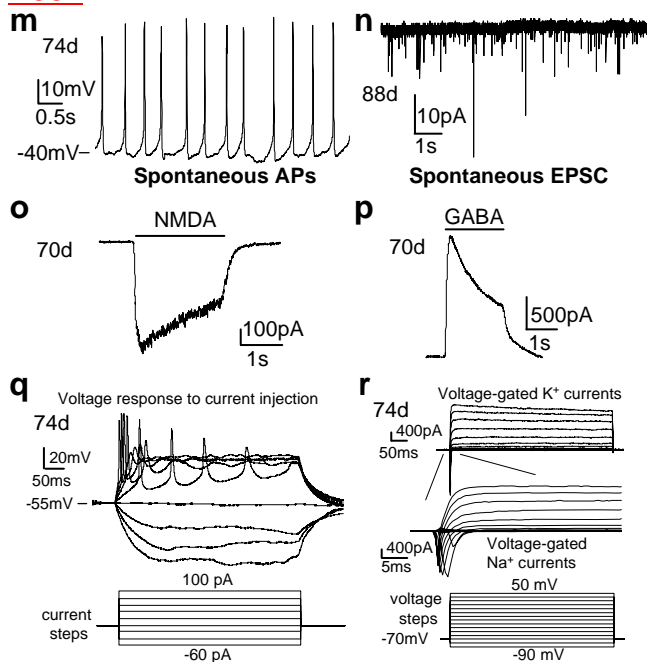 m
74d
10mV
0.5s
-40mV
Spontaneous APs
n
88d
10pA
1s
Spontaneous EPSC
o
NMDA
70d
100pA
1s
p
GABA
70d
500pA
1s
q
Voltage response to current injection
74d
20mV
50ms
-55mV
100 pA
current
steps
-60 pA
r
Voltage-gated K⁺ currents
74d
400pA
50ms
400pA
5ms
Voltage-gated
Na⁺ currents
50 mV
voltage
steps
-70mV
-90 mV